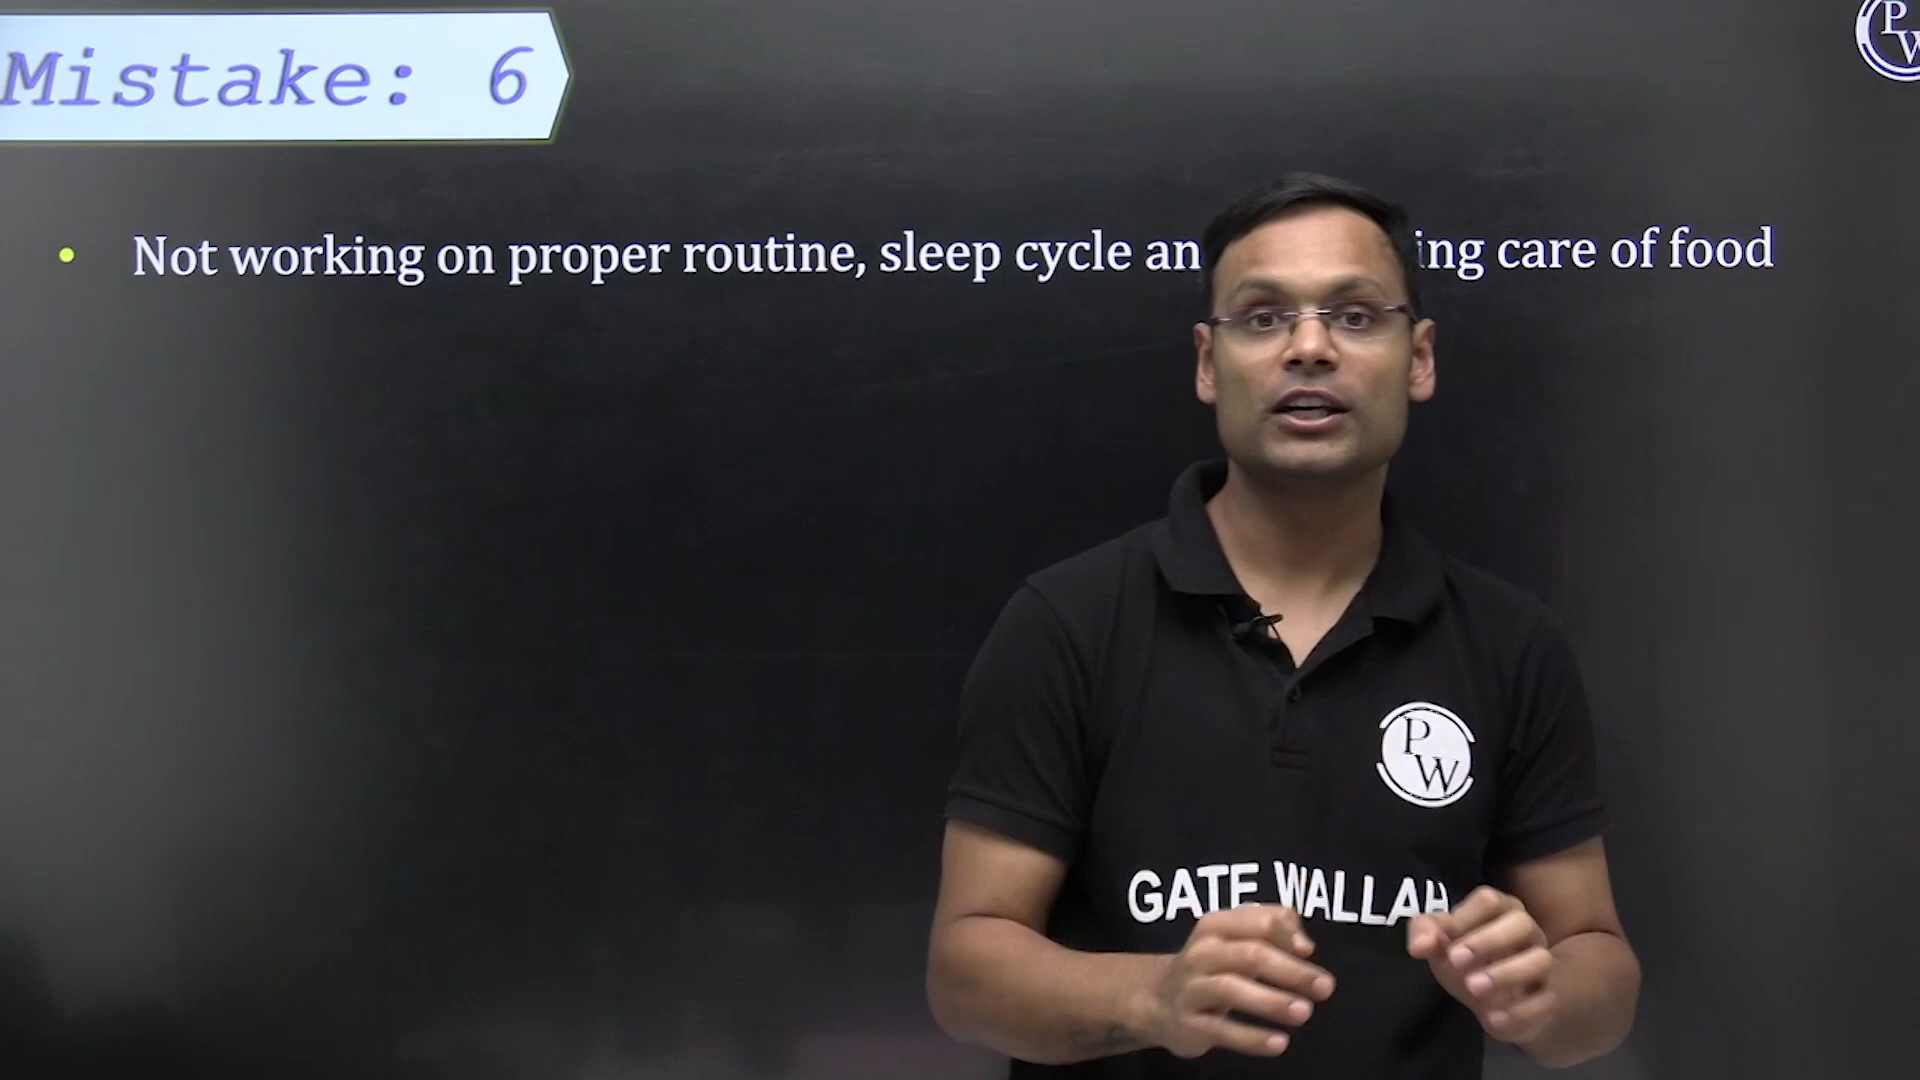 Mistake: 6
PW
• Not working on proper routine, sleep cycle an ing care of food
PW
GATE WALLAH